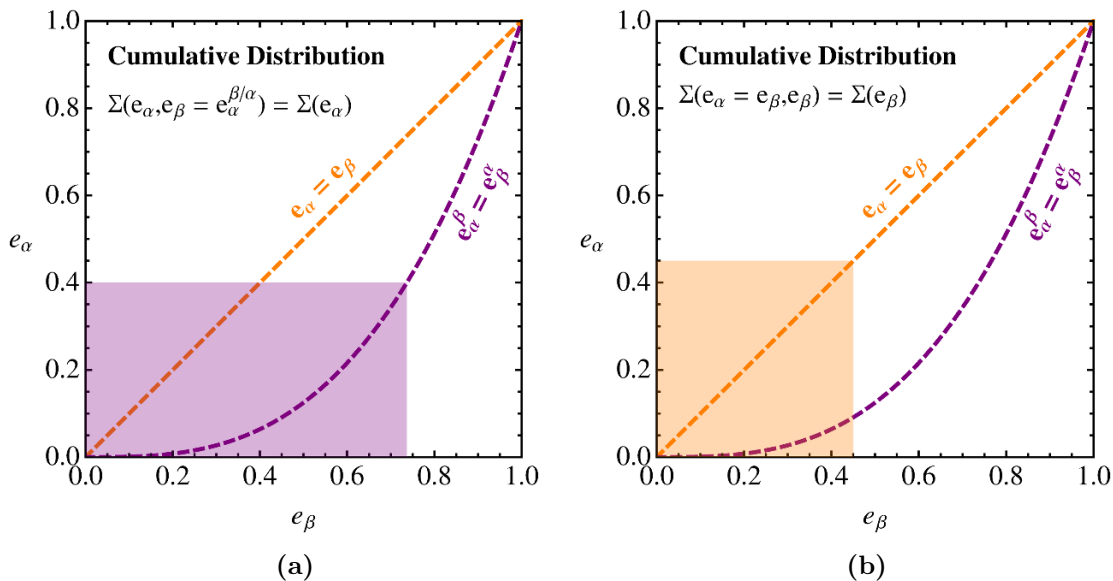 Cumulative Distribution
Σ(e_α,e_β = e_α^{β/α}) = Σ(e_α)
e_α = e_β
e_α^β = e_β^α
e_α
1.0
0.8
0.6
0.4
0.2
0.0
0.0 0.2 0.4 0.6 0.8 1.0
e_β
(a)
Cumulative Distribution
Σ(e_α = e_β,e_β) = Σ(e_β)
e_α = e_β
e_α^β = e_β^α
e_α
1.0
0.8
0.6
0.4
0.2
0.0
0.0 0.2 0.4 0.6 0.8 1.0
e_β
(b)